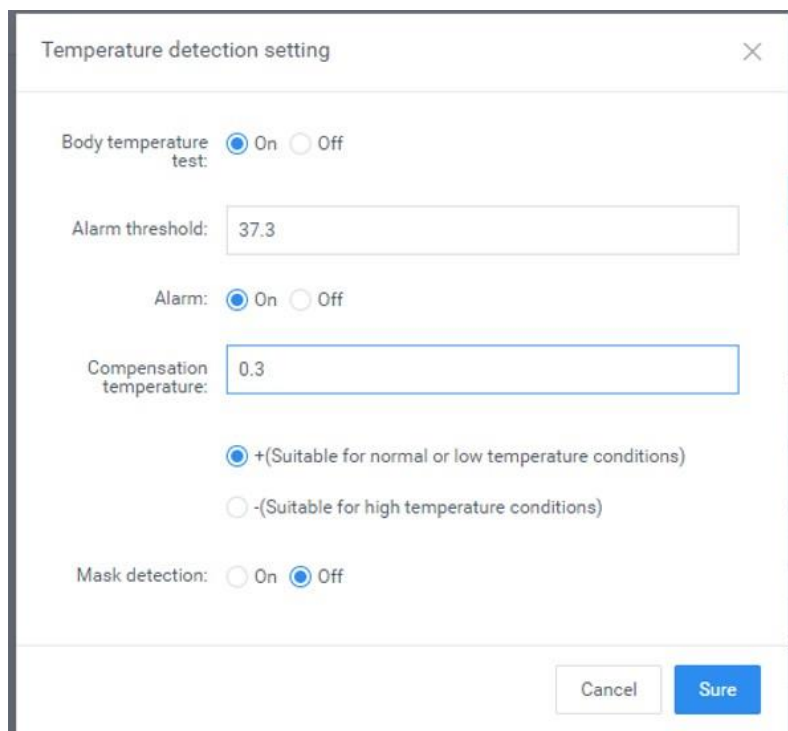 Temperature detection setting
Body temperature
test:
On Off
Alarm threshold:
37.3
Alarm:
On Off
Compensation
temperature:
0.3
+(Suitable for normal or low temperature conditions)
-(Suitable for high temperature conditions)
Mask detection:
On Off
Cancel
Sure